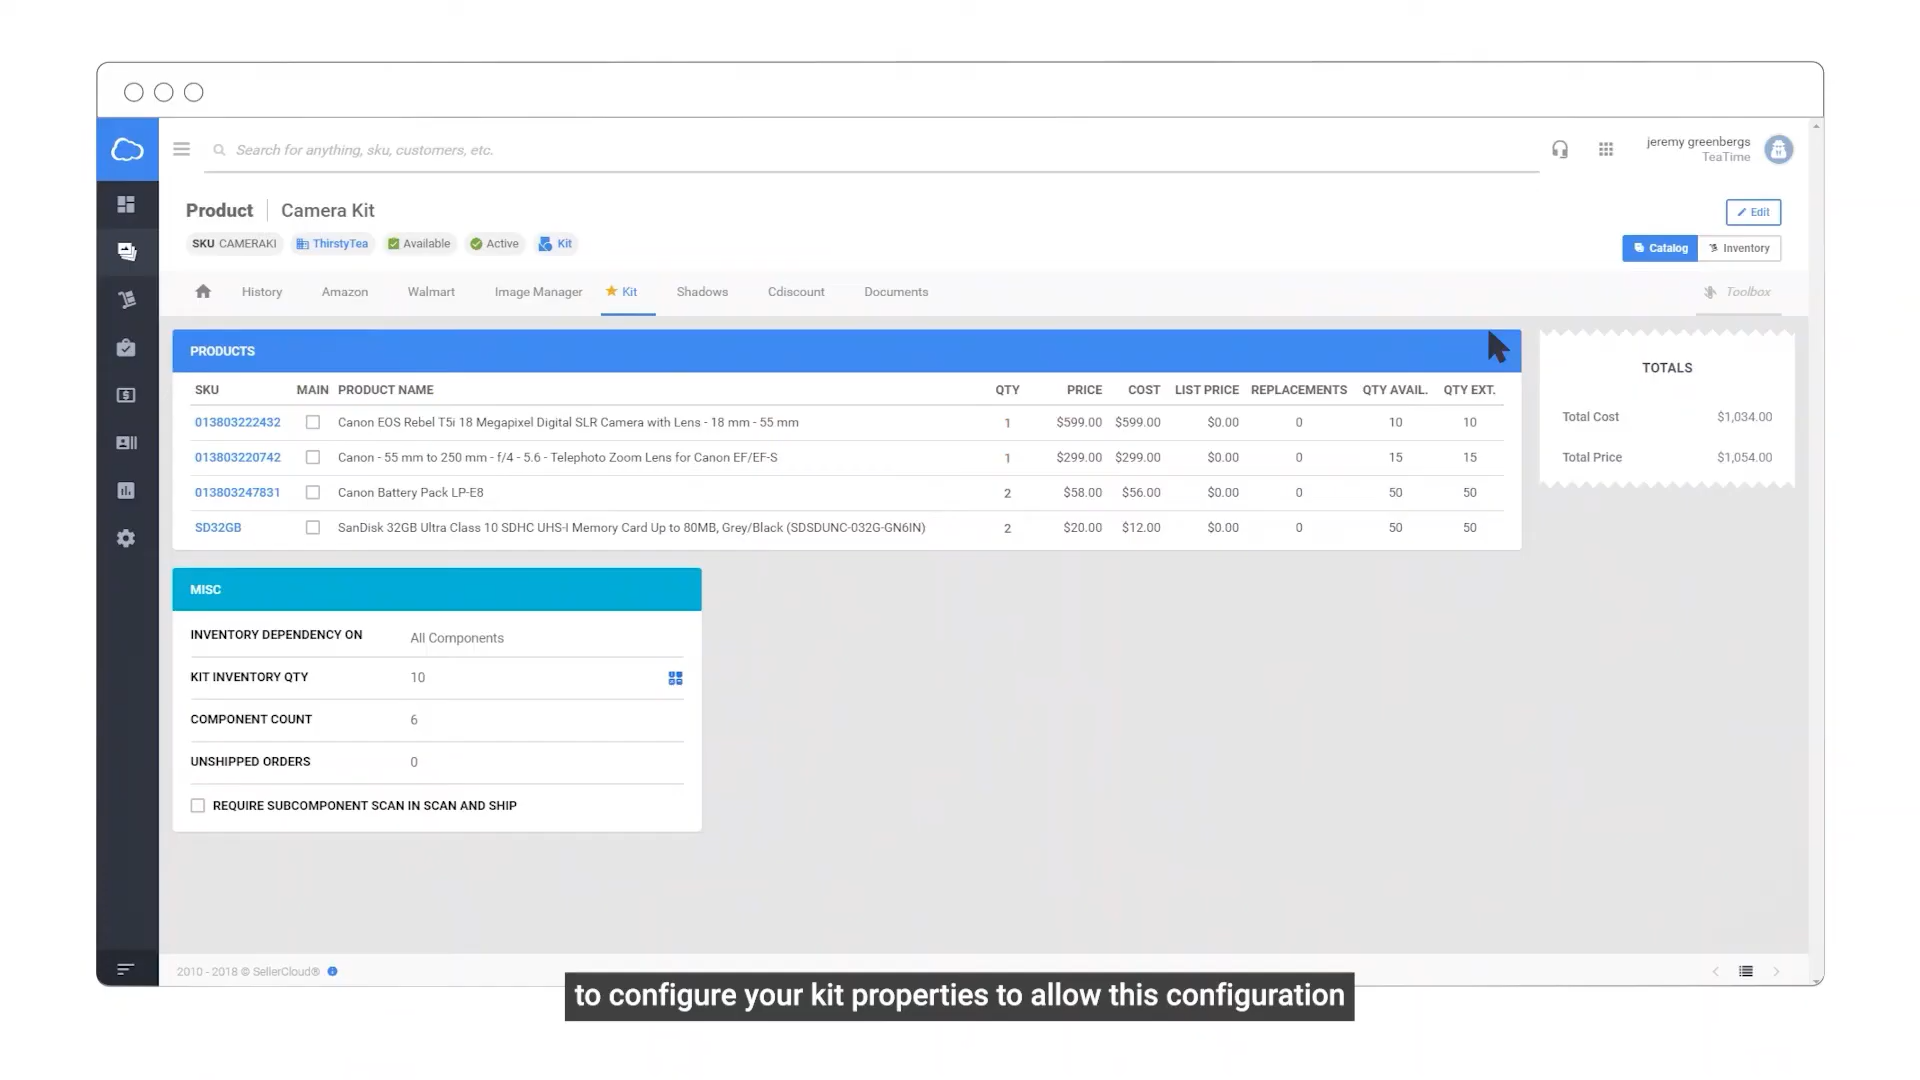 Search for anything, sku, customers, etc.
jeremy greenbergs
TeaTime
Product Camera Kit
Edit
SKU CAMERAKI ThirstyTea Available Active Kit
Catalog Inventory
History Amazon Walmart Image Manager Kit Shadows Cdiscount Documents Toolbox
PRODUCTS
SKU MAIN PRODUCT NAME QTY PRICE COST LIST PRICE REPLACEMENTS QTY AVAIL. QTY EXT.
013803222432 Canon EOS Rebel T5i 18 Megapixel Digital SLR Camera with Lens - 18 mm - 55 mm 1 $599.00 $599.00 $0.00 0 10 10
013803220742 Canon - 55 mm to 250 mm - f/4 - 5.6 - Telephoto Zoom Lens for Canon EF/EF-S 1 $299.00 $299.00 $0.00 0 15 15
013803247831 Canon Battery Pack LP-E8 2 $58.00 $56.00 $0.00 0 50 50
SD32GB SanDisk 32GB Ultra Class 10 SDHC UHS-I Memory Card Up to 80MB, Grey/Black (SDSDUNC-032G-GN6IN) 2 $20.00 $12.00 $0.00 0 50 50
TOTALS
Total Cost $1,034.00
Total Price $1,054.00
MISC
INVENTORY DEPENDENCY ON All Components
KIT INVENTORY QTY 10
COMPONENT COUNT 6
UNSHIPPED ORDERS 0
REQUIRE SUBCOMPONENT SCAN IN SCAN AND SHIP
2010 - 2018 © SellerCloud®
to configure your kit properties to allow this configuration